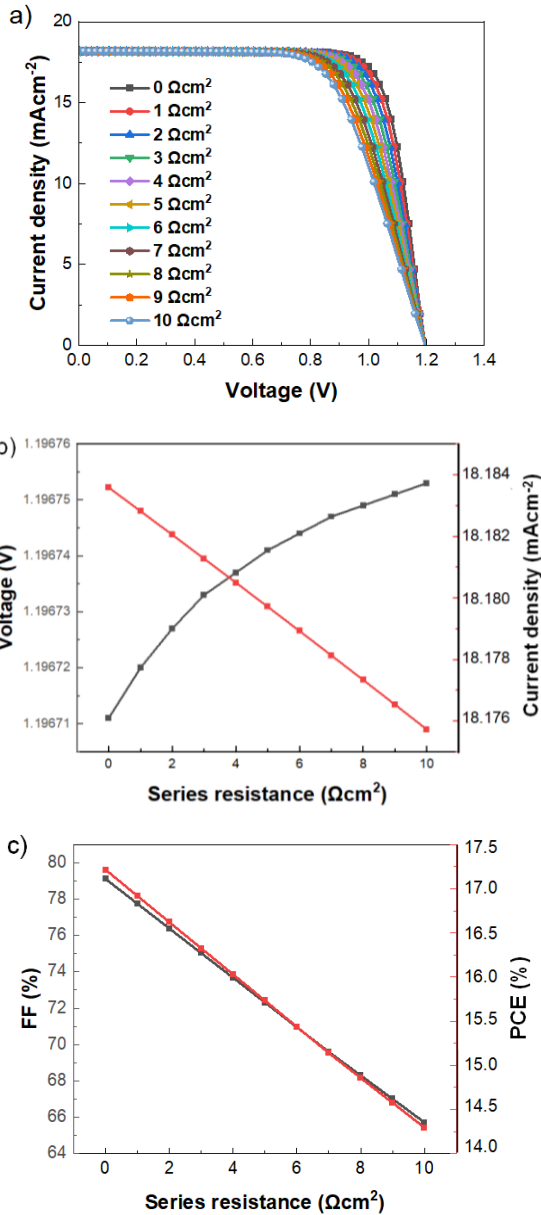 a)
Current density (mAcm-2)
20
15
10
5
0
0 Ωcm2
1 Ωcm2
2 Ωcm2
3 Ωcm2
4 Ωcm2
5 Ωcm2
6 Ωcm2
7 Ωcm2
8 Ωcm2
9 Ωcm2
10 Ωcm2
0.0 0.2 0.4 0.6 0.8 1.0 1.2 1.4
Voltage (V)
b)
Voltage (V)
1.19676
1.19675
1.19674
1.19673
1.19672
1.19671
18.184
18.182
18.180
18.178
18.176
Current density (mAcm-2)
0 2 4 6 8 10
Series resistance (Ωcm2)
c)
FF (%)
80
78
76
74
72
70
68
66
64
17.5
17.0
16.5
16.0
15.5
15.0
14.5
14.0
PCE (%)
0 2 4 6 8 10
Series resistance (Ωcm2)